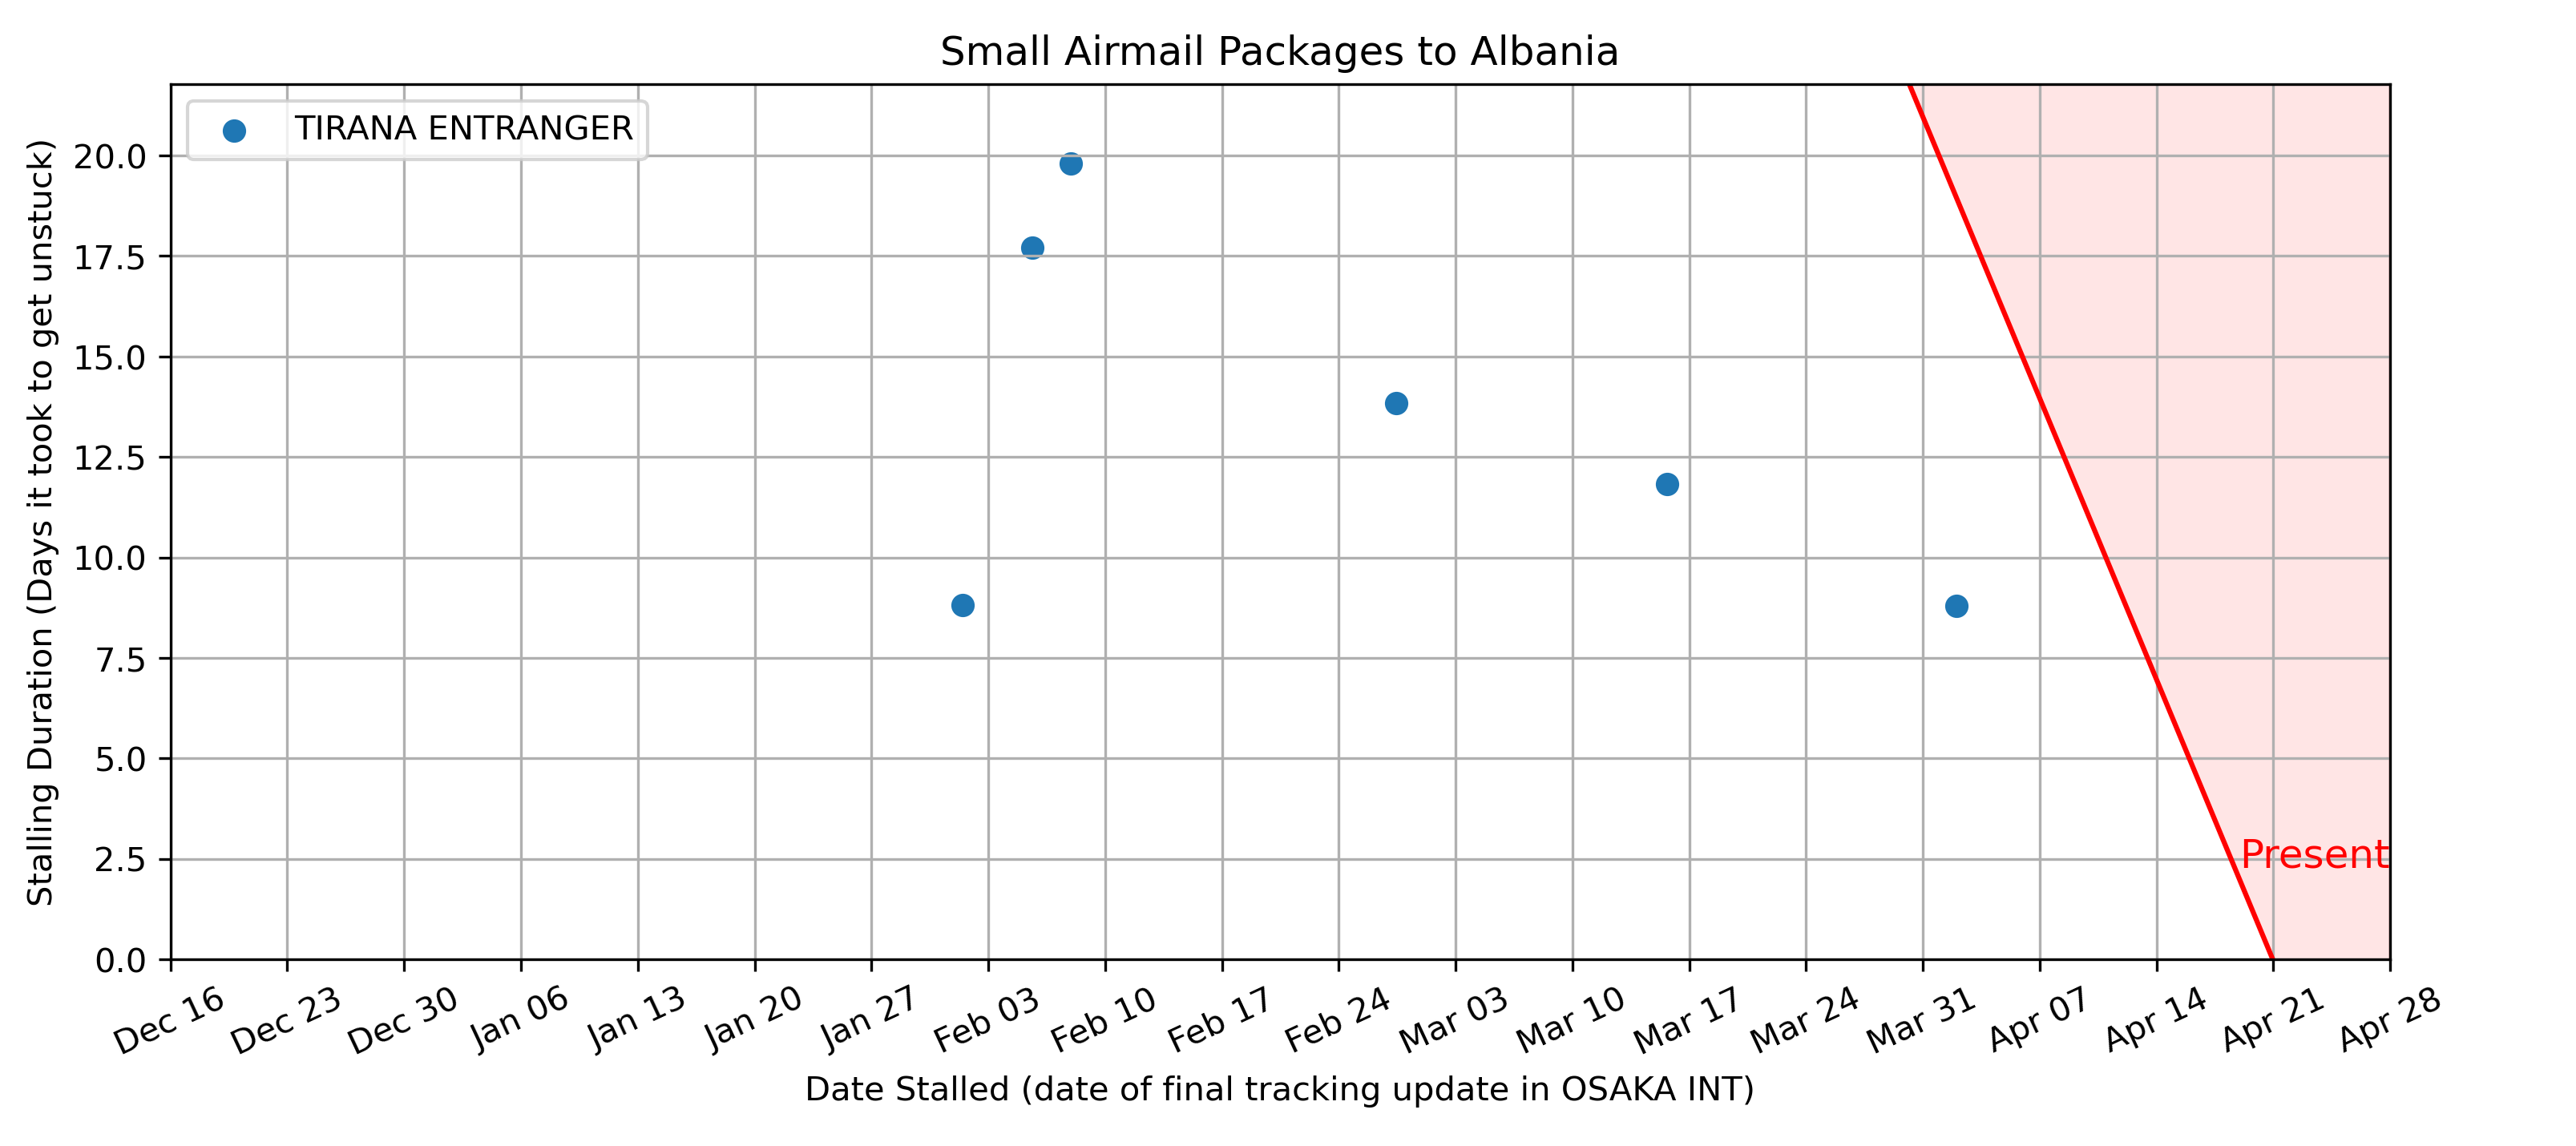 Small Airmail Packages to Albania
TIRANA ENTRANGER
Stalling Duration (Days it took to get unstuck)
20.0
17.5
15.0
12.5
10.0
7.5
5.0
2.5
0.0
Present
Dec 16 Dec 23 Dec 30 Jan 06 Jan 13 Jan 20 Jan 27 Feb 03 Feb 10 Feb 17 Feb 24 Mar 03 Mar 10 Mar 17 Mar 24 Mar 31 Apr 07 Apr 14 Apr 21 Apr 28
Date Stalled (date of final tracking update in OSAKA INT)